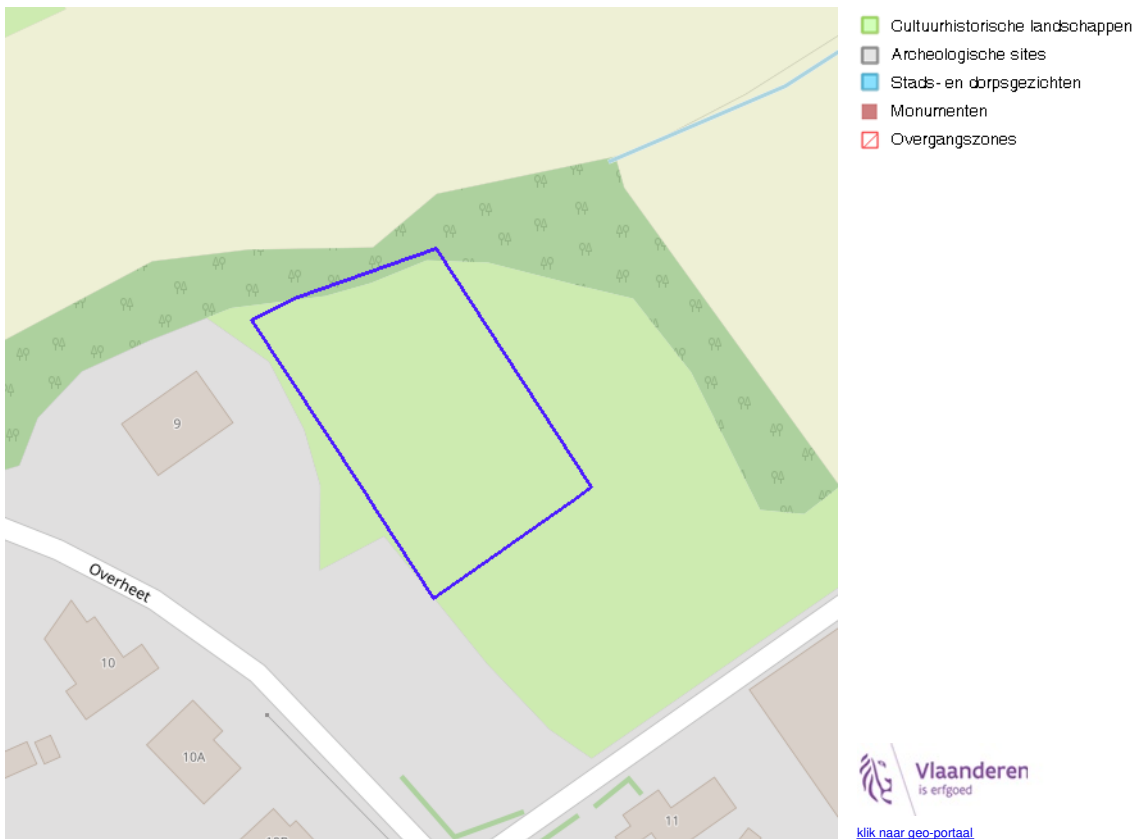 Cultuurhistorische landschappen
Archeologische sites
Stads- en dorpsgezichten
Monumenten
Overgangszones
9
Overheet
10
10A
11
Vlaanderen
is erfgoed
klik naar geo-portaal